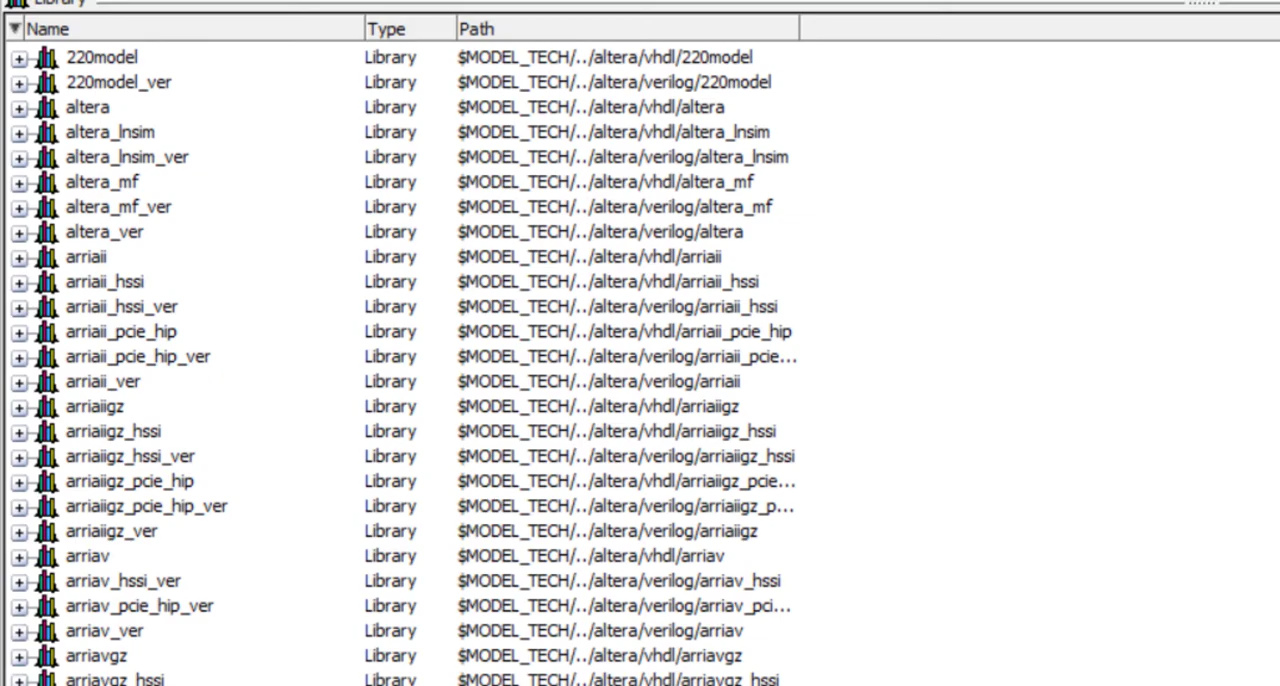 Library
Name Type Path
220model Library $MODEL_TECH/../altera/vhdl/220model
220model_ver Library $MODEL_TECH/../altera/verilog/220model
altera Library $MODEL_TECH/../altera/vhdl/altera
altera_lnsim Library $MODEL_TECH/../altera/vhdl/altera_lnsim
altera_lnsim_ver Library $MODEL_TECH/../altera/verilog/altera_lnsim
altera_mf Library $MODEL_TECH/../altera/vhdl/altera_mf
altera_mf_ver Library $MODEL_TECH/../altera/verilog/altera_mf
altera_ver Library $MODEL_TECH/../altera/verilog/altera
arriaii Library $MODEL_TECH/../altera/vhdl/arriaii
arriaii_hssi Library $MODEL_TECH/../altera/vhdl/arriaii_hssi
arriaii_hssi_ver Library $MODEL_TECH/../altera/verilog/arriaii_hssi
arriaii_pcie_hip Library $MODEL_TECH/../altera/vhdl/arriaii_pcie_hip
arriaii_pcie_hip_ver Library $MODEL_TECH/../altera/verilog/arriaii_pcie...
arriaii_ver Library $MODEL_TECH/../altera/verilog/arriaii
arriaiigz Library $MODEL_TECH/../altera/vhdl/arriaiigz
arriaiigz_hssi Library $MODEL_TECH/../altera/vhdl/arriaiigz_hssi
arriaiigz_hssi_ver Library $MODEL_TECH/../altera/verilog/arriaiigz_hssi
arriaiigz_pcie_hip Library $MODEL_TECH/../altera/vhdl/arriaiigz_pcie...
arriaiigz_pcie_hip_ver Library $MODEL_TECH/../altera/verilog/arriaiigz_p...
arriaiigz_ver Library $MODEL_TECH/../altera/verilog/arriaiigz
arriav Library $MODEL_TECH/../altera/vhdl/arriav
arriav_hssi_ver Library $MODEL_TECH/../altera/verilog/arriav_hssi
arriav_pcie_hip_ver Library $MODEL_TECH/../altera/verilog/arriav_pci...
arriav_ver Library $MODEL_TECH/../altera/verilog/arriav
arriavgz Library $MODEL_TECH/../altera/vhdl/arriavgz
arriavgz_hssi Library $MODEL_TECH/../altera/vhdl/arriavgz_hssi